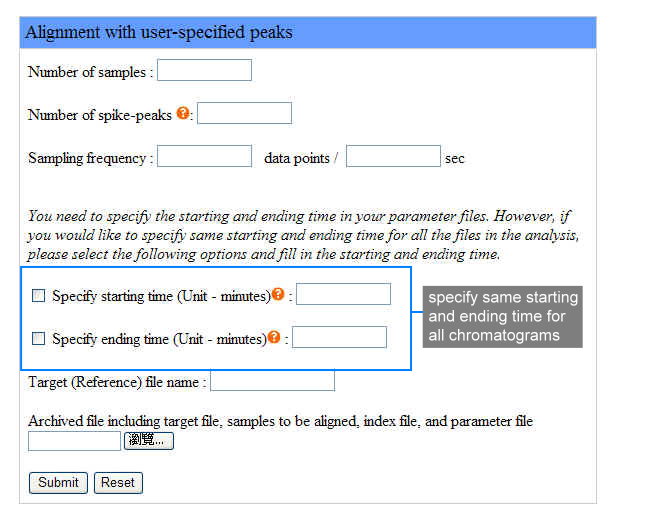 Alignment with user-specified peaks
Number of samples :
Number of spike-peaks ?:
Sampling frequency : data points / sec
You need to specify the starting and ending time in your parameter files. However, if
you would like to specify same starting and ending time for all the files in the analysis,
please select the following options and fill in the starting and ending time.
Specify starting time (Unit - minutes)? :
Specify ending time (Unit - minutes)? :
specify same starting
and ending time for
all chromatograms
Target (Reference) file name :
Archived file including target file, samples to be aligned, index file, and parameter file
瀏覽...
Submit Reset